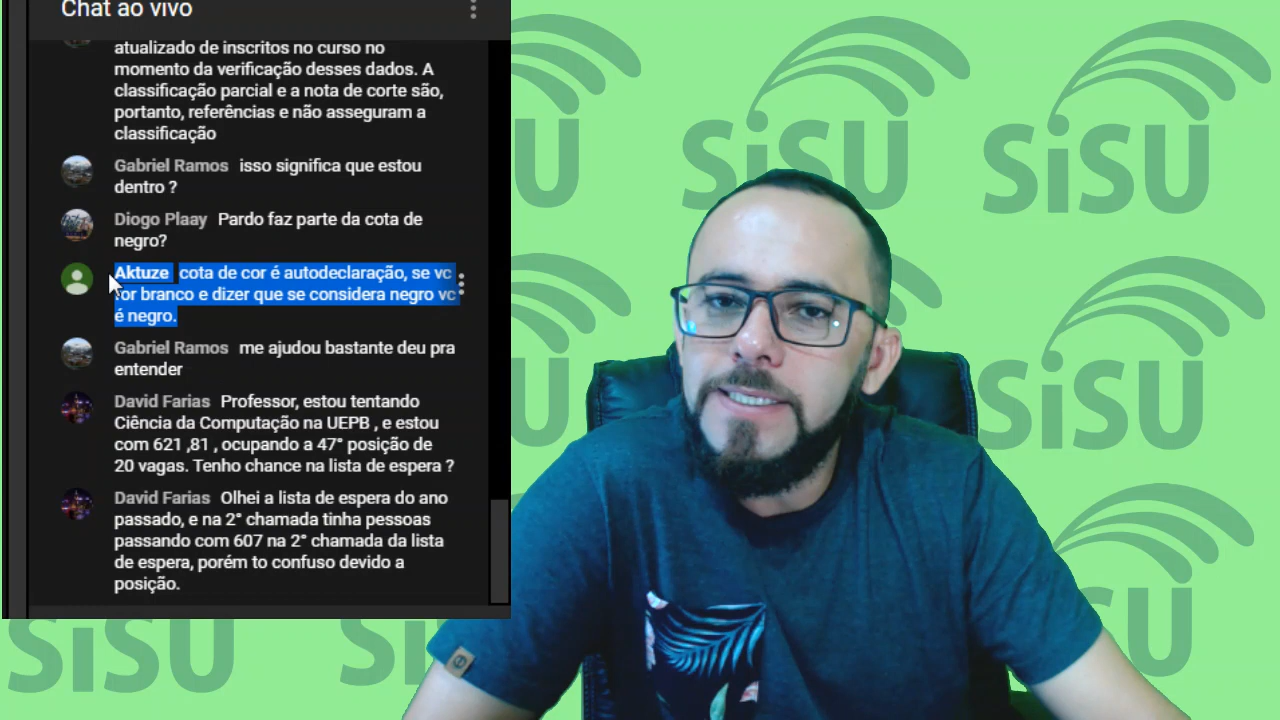 Chat ao vivo
atualizado de inscritos no curso no
momento da verificação desses dados. A
classificação parcial e a nota de corte são,
portanto, referências e não asseguram a
classificação
Gabriel Ramos isso significa que estou
dentro ?
Diogo Plaay Pardo faz parte da cota de
negro?
Aktuze cota de cor é autodeclaração, se vc
for branco e dizer que se considera negro vc
é negro.
Gabriel Ramos me ajudou bastante deu pra
entender
David Farias Professor, estou tentando
Ciência da Computação na UEPB , e estou
com 621 ,81 , ocupando a 47° posição de
20 vagas. Tenho chance na lista de espera ?
David Farias Olhei a lista de espera do ano
passado, e na 2° chamada tinha pessoas
passando com 607 na 2° chamada da lista
de espera, porém to confuso devido a
posição.
SiSU
SiSU
SiSU
SiSU